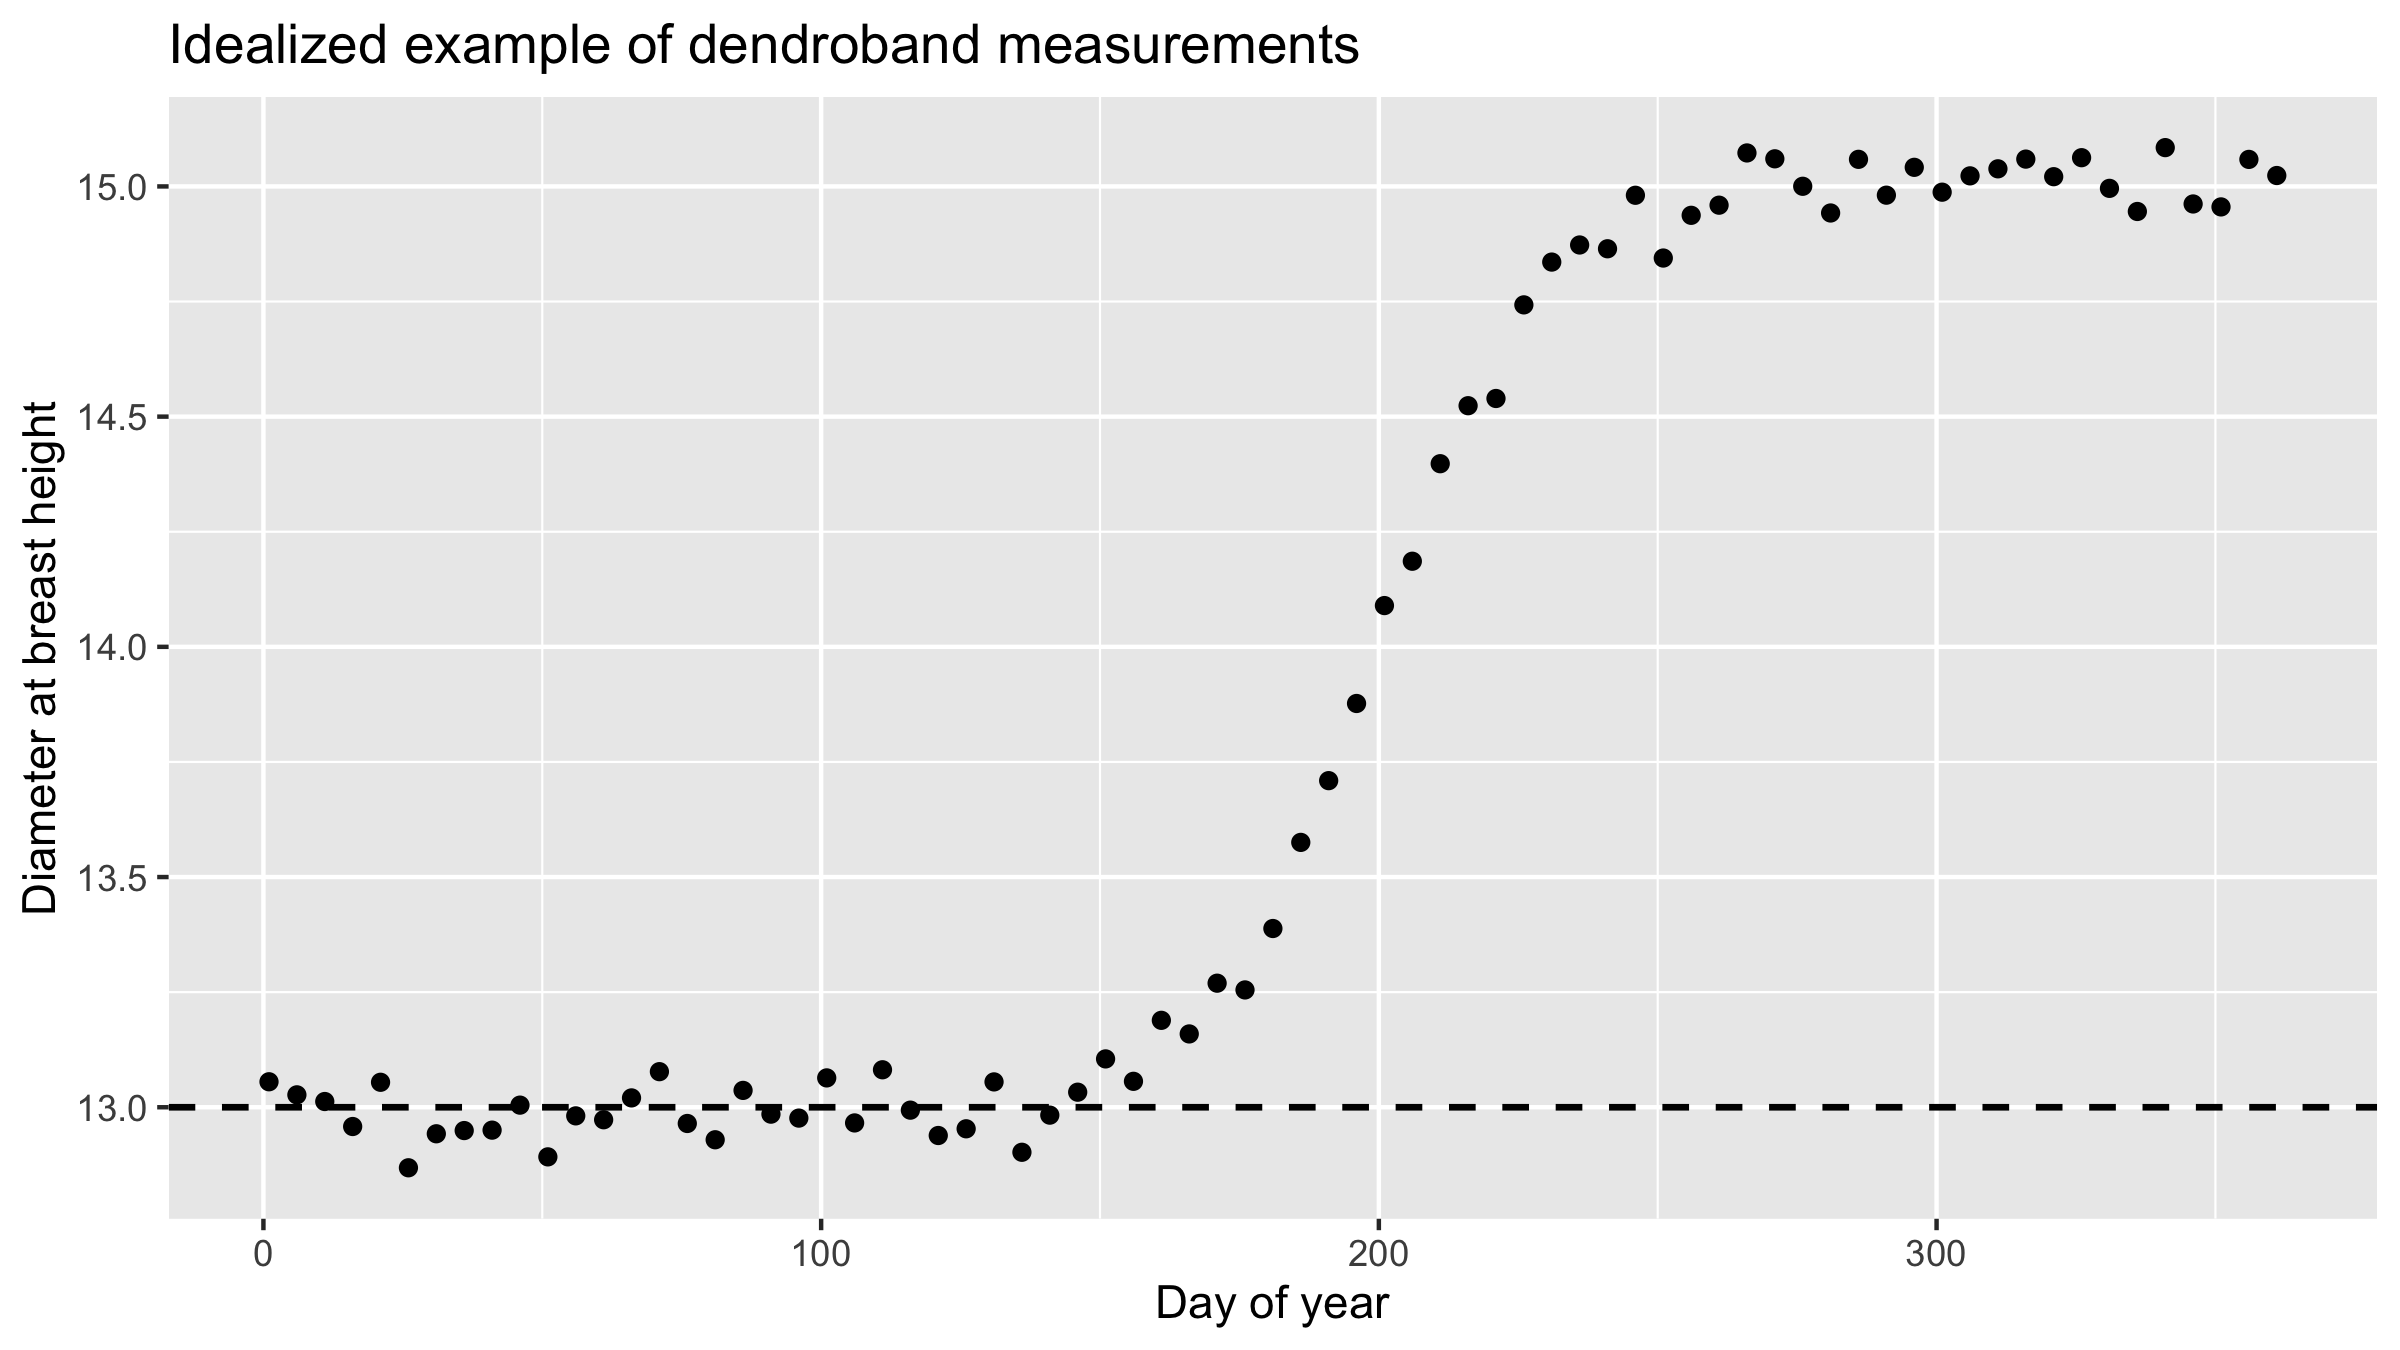 Idealized example of dendroband measurements
Diameter at breast height
15.0
14.5
14.0
13.5
13.0
0 100 200 300
Day of year